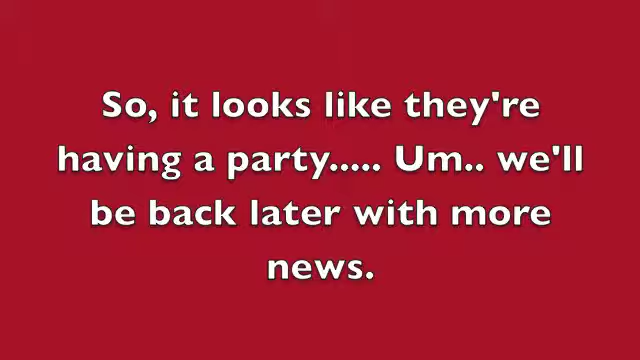 So, it looks like they're
having a party..... Um.. we'll
be back later with more
news.